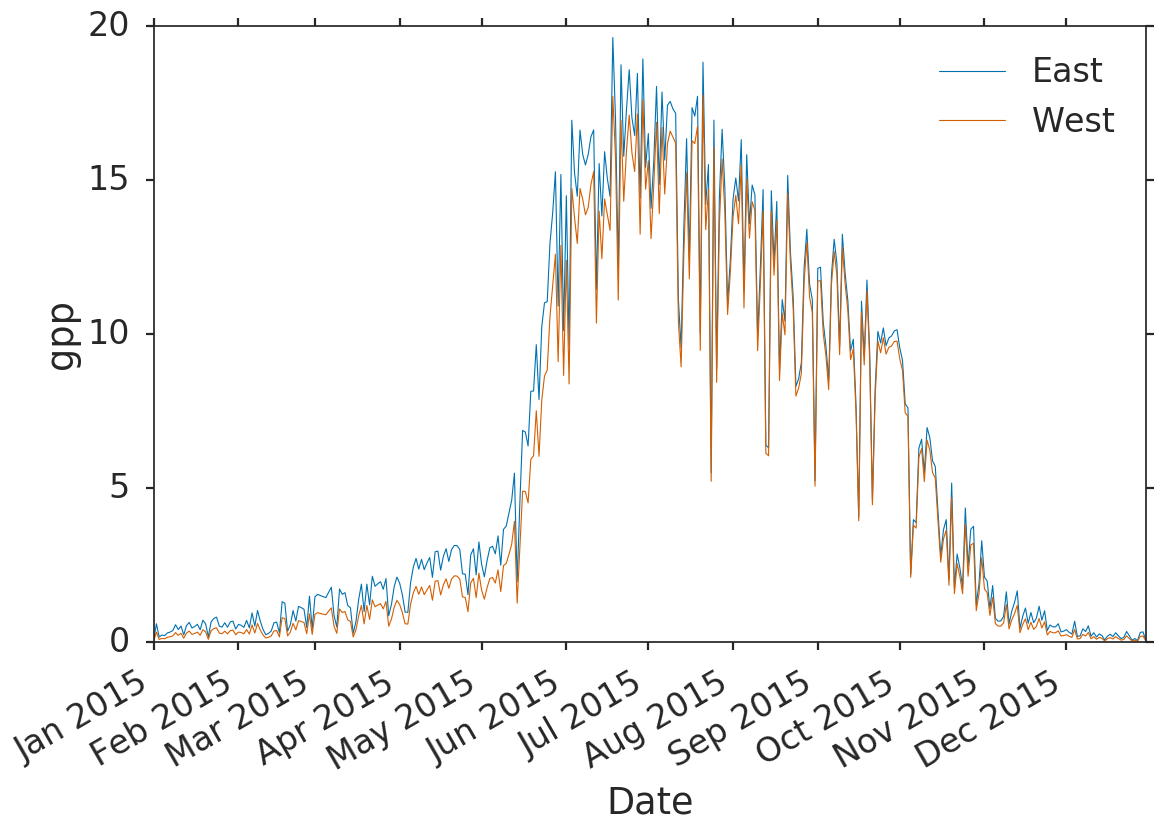 20
15
10
5
0
gpp
East
West
Jan 2015
Feb 2015
Mar 2015
Apr 2015
May 2015
Jun 2015
Jul 2015
Aug 2015
Sep 2015
Oct 2015
Nov 2015
Dec 2015
Date